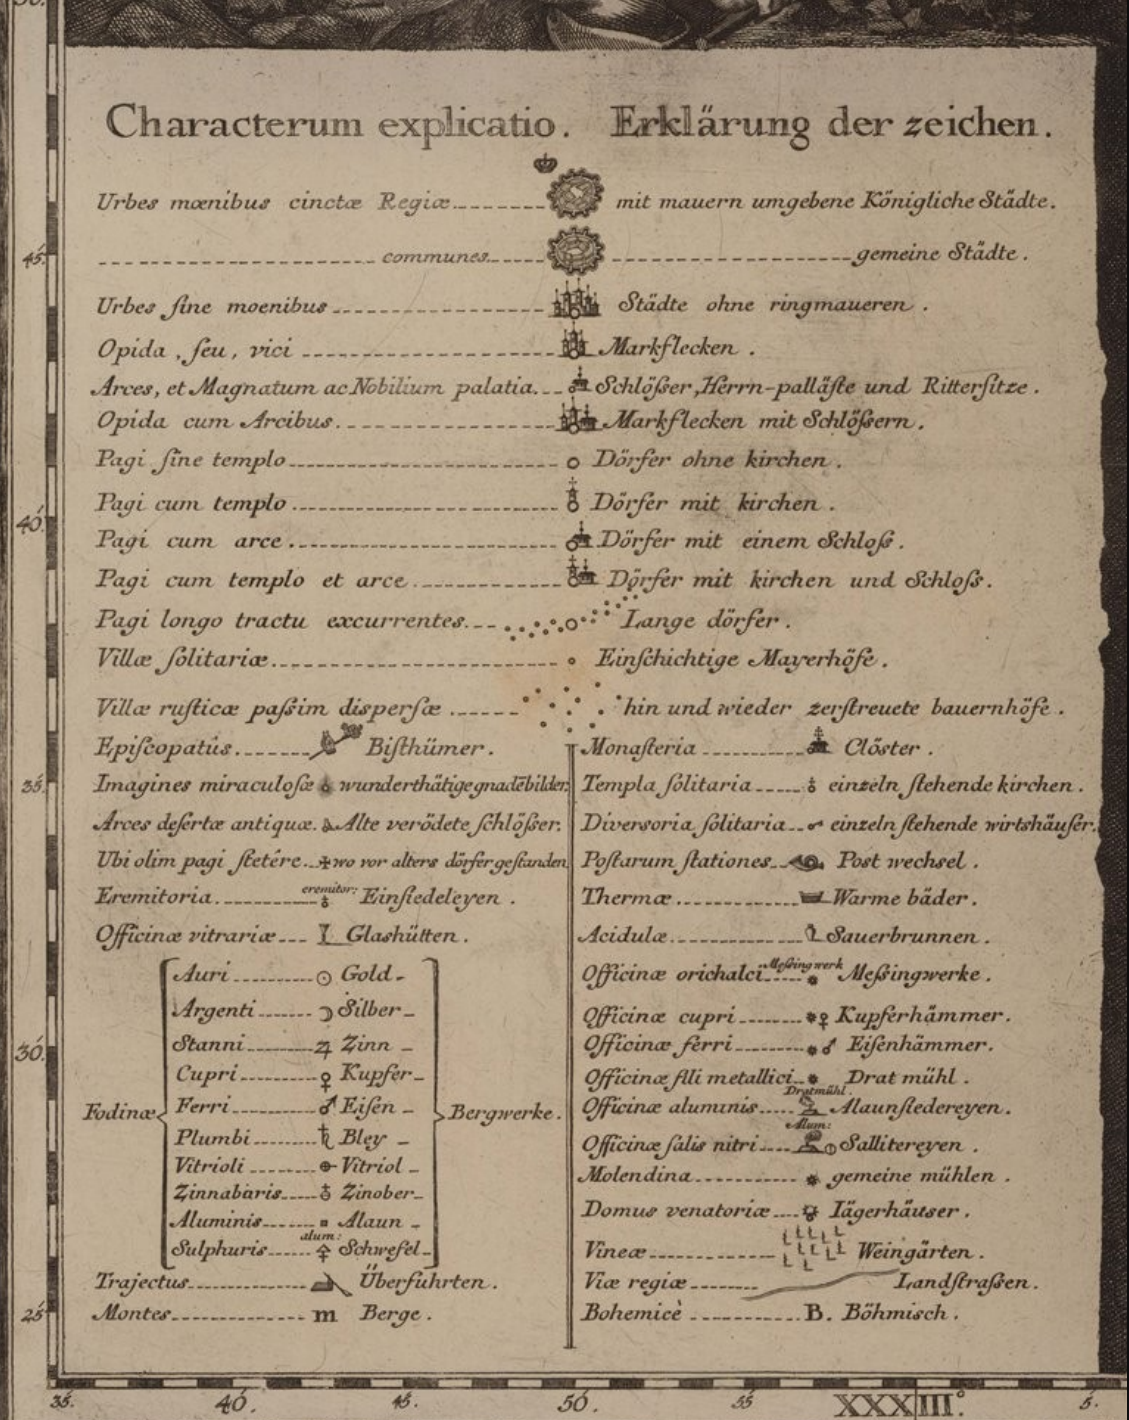 Characterum explicatio. Erklärung der zeichen.
Urbes mœnibus cinctæ Regiæ mit mauern umgebene Königliche Städte.
communes gemeine Städte.
Urbes ſine moenibus Städte ohne ringmaueren.
Opida, ſeu, vici Markflecken.
Arces, et Magnatum ac Nobilium palatia Schlöſser, Herrn-palläſte und Ritterſitze.
Opida cum Arcibus. Markflecken mit Schlöſsern.
Pagi ſine templo Dörfer ohne kirchen.
Pagi cum templo Dörfer mit kirchen.
Pagi cum arce Dörfer mit einem Schloſs.
Pagi cum templo et arce Dörfer mit kirchen und Schloſs.
Pagi longo tractu excurrentes Lange dörfer.
Villæ ſolitariæ Einſchichtige Mayerhöfe.
Villæ ruſticæ paſsim disperſæ hin und wieder zerſtreuete bauernhöfe.
Epiſcopatûs Biſthümer.
Imagines miraculoſæ wunderthätige gnadēbilder.
Arces deſertæ antiquæ. Alte verödete ſchlöſser.
Ubi olim pagi ſtetére wo vor alters dörfer geſtanden
eremitor:
Eremitoria Einſiedeleyen.
Officinæ vitrariæ Glashütten.
Fodinæ
Auri ☉ Gold-
Argenti ☽ Silber-
Stanni ♃ Zinn -
Cupri ♀ Kupfer-
Ferri ♂ Eiſen -
Plumbi ♄ Bley -
Vitrioli Vitriol -
Zinnabaris Zinober-
Aluminis Alaun -
alum:
Sulphuris Schwefel-
Bergwerke.
Trajectus Überfuhrten.
Montes m Berge.
Monaſteria Clöſter.
Templa ſolitaria einzeln ſtehende kirchen.
Diverſoria ſolitaria einzeln ſtehende wirtshäuſer.
Poſtarum ſtationes Post wechsel.
Thermæ Warme bäder.
Acidulæ Sauerbrunnen.
Meſsing werk
Officinæ orichalci Meſsingwerke.
Officinæ cupri ♀ Kupferhämmer.
Officinæ ferri ♂ Eiſenhämmer.
Officinæ fili metallici Drat mühl.
Dratmühl.
Officinæ aluminis Alaunſiedereyen.
Alum:
Officinæ ſalis nitri Sallitereyen.
Molendina gemeine mühlen.
Domus venatoriæ Iägerhäuser.
Vineæ Weingärten.
Viæ regiæ Landſtraſsen.
Bohemicè B. Böhmisch.
45.
40.
35.
30.
25
35. 40. 45. 50. 55 XXXIII° 5.